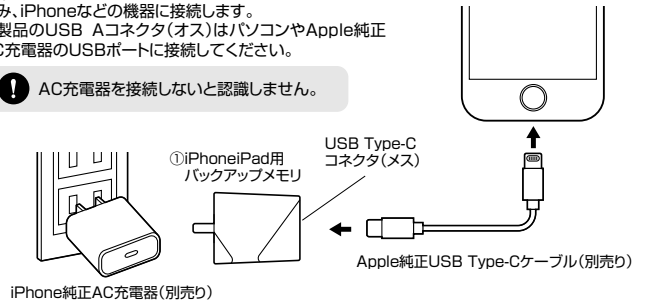 み、iPhoneなどの機器に接続します。
製品のUSB Aコネクタ(オス)はパソコンやApple純正
C充電器のUSBポートに接続してください。
! AC充電器を接続しないと認識しません。
①iPhoneiPad用
バックアップメモリ
USB Type-C
コネクタ(メス)
Apple純正USB Type-Cケーブル(別売り)
iPhone純正AC充電器(別売り)